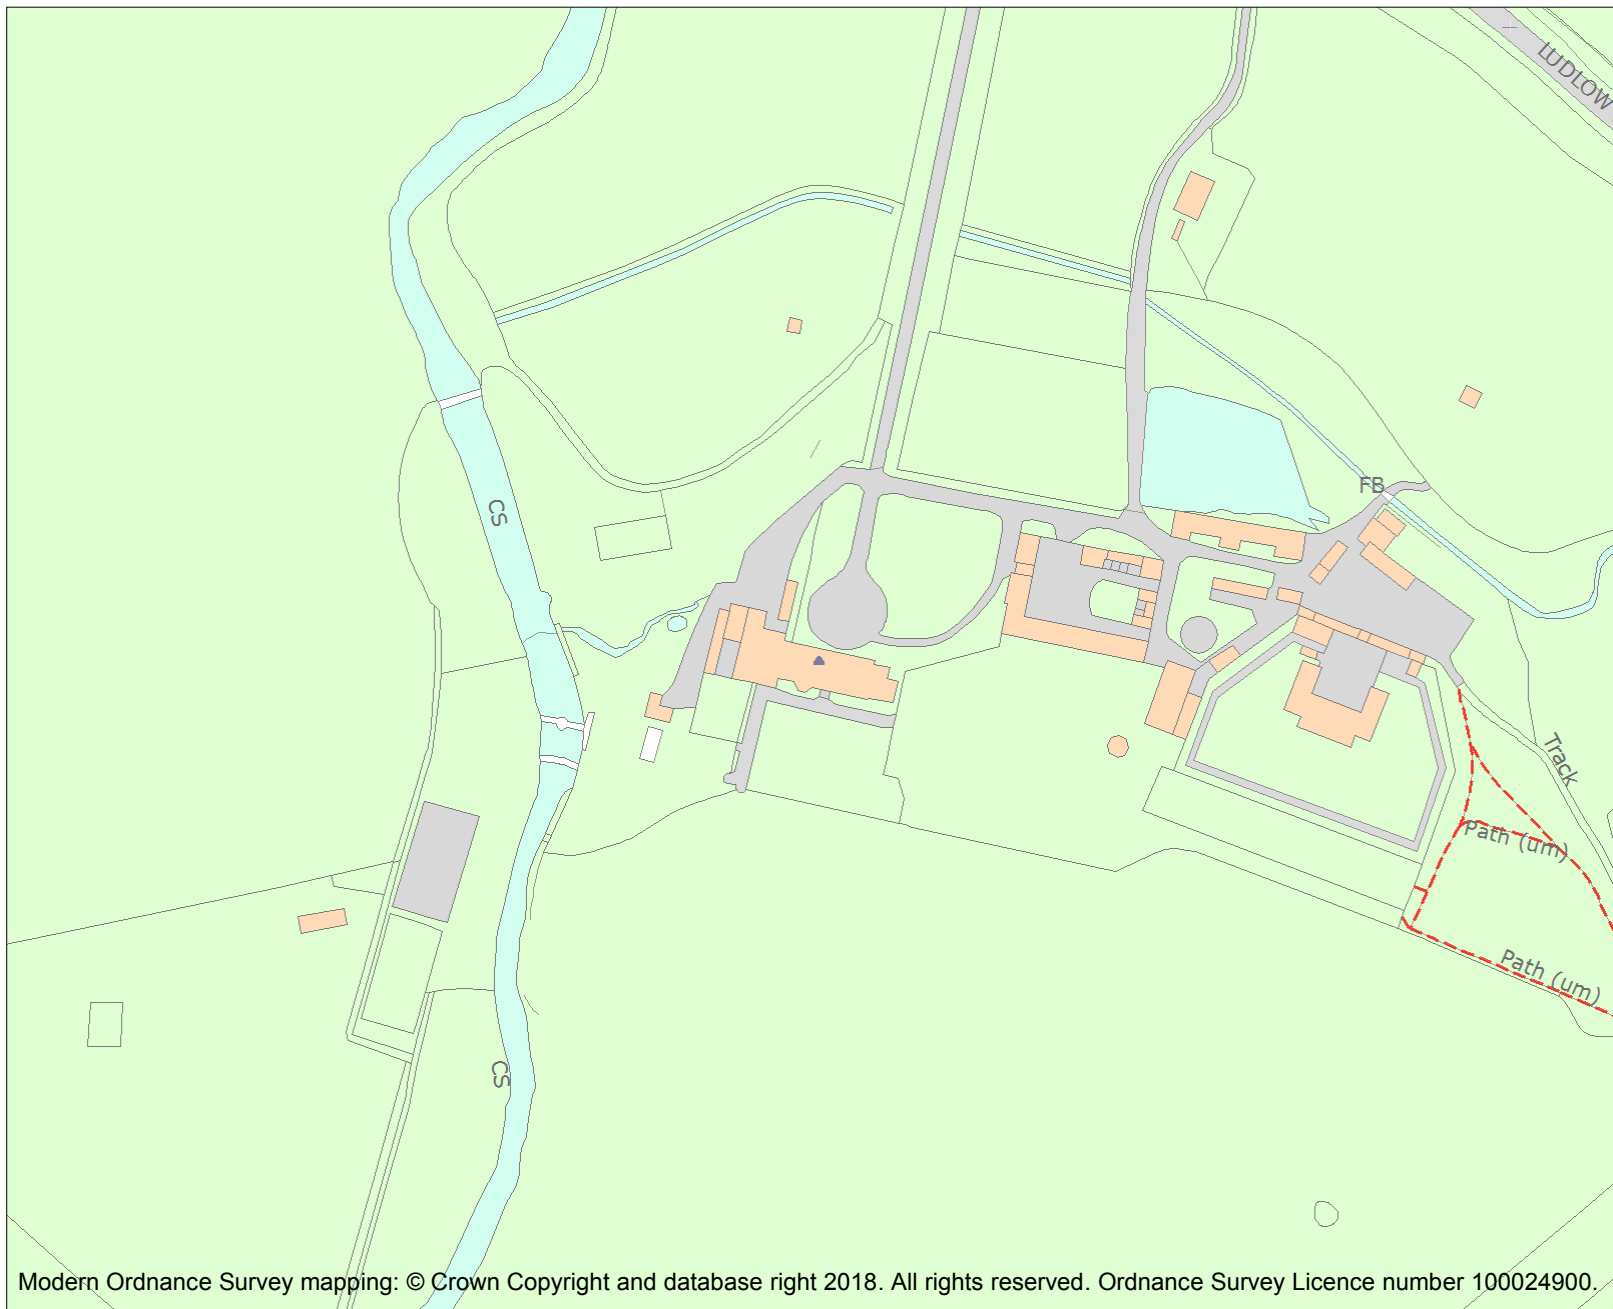 LUDLOW
FB
CS
Track
Path (um)
Path (um)
CS
Modern Ordnance Survey mapping: © Crown Copyright and database right 2018. All rights reserved. Ordnance Survey Licence number 100024900.